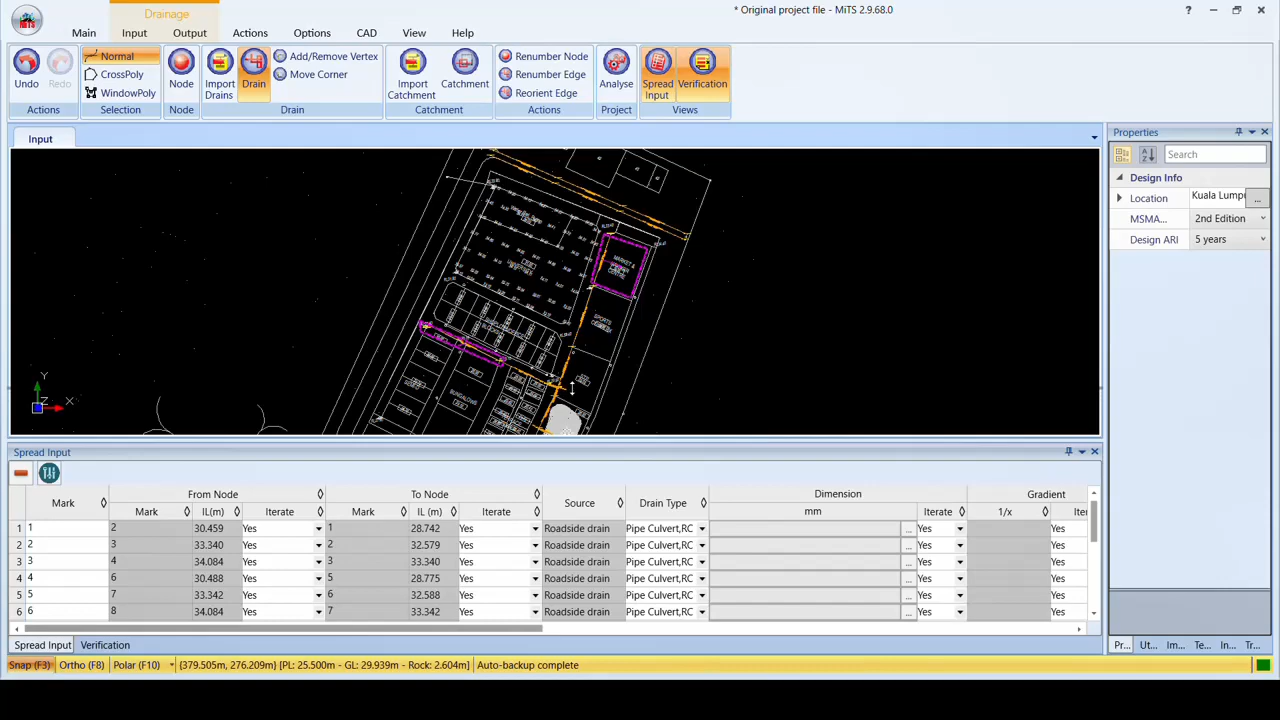 Drainage
* Original project file - MiTS 2.9.68.0
Main Input Output Actions Options CAD View Help
Undo Redo
Normal
CrossPoly
WindowPoly
Node
Import Drains
Drain
Add/Remove Vertex
Move Corner
Import Catchment
Catchment
Renumber Node
Renumber Edge
Reorient Edge
Analyse
Spread Input
Verification
Actions Selection Node Drain Catchment Actions Project Views
Input
Properties
Search
Design Info
Location Kuala Lumpu ...
MSMA... 2nd Edition
Design ARI 5 years
MARKET &
SPORTS
BUNGALOWS
Y
Z X
Spread Input
Mark From Node To Node Source Drain Type Dimension Gradient
Mark IL(m) Iterate Mark IL (m) Iterate mm Iterate 1/x Iter
1 1 2 30.459 Yes 1 28.742 Yes Roadside drain Pipe Culvert,RC ... Yes Yes
2 2 3 33.340 Yes 2 32.579 Yes Roadside drain Pipe Culvert,RC ... Yes Yes
3 3 4 34.084 Yes 3 33.340 Yes Roadside drain Pipe Culvert,RC ... Yes Yes
4 4 6 30.488 Yes 5 28.775 Yes Roadside drain Pipe Culvert,RC ... Yes Yes
5 5 7 33.342 Yes 6 32.588 Yes Roadside drain Pipe Culvert,RC ... Yes Yes
6 6 8 34.084 Yes 7 33.342 Yes Roadside drain Pipe Culvert,RC ... Yes Yes
Spread Input Verification
Pr... Ut... Im... Te... In... Tr...
Snap (F3) Ortho (F8) Polar (F10) {379.505m, 276.209m} [PL: 25.500m - GL: 29.939m - Rock: 2.604m] Auto-backup complete